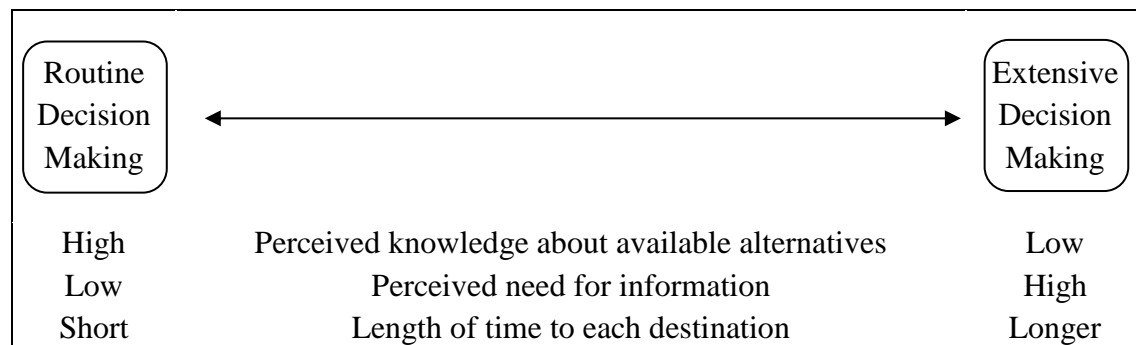 Routine
Decision
Making
Extensive
Decision
Making
High Perceived knowledge about available alternatives Low
Low Perceived need for information High
Short Length of time to each destination Longer